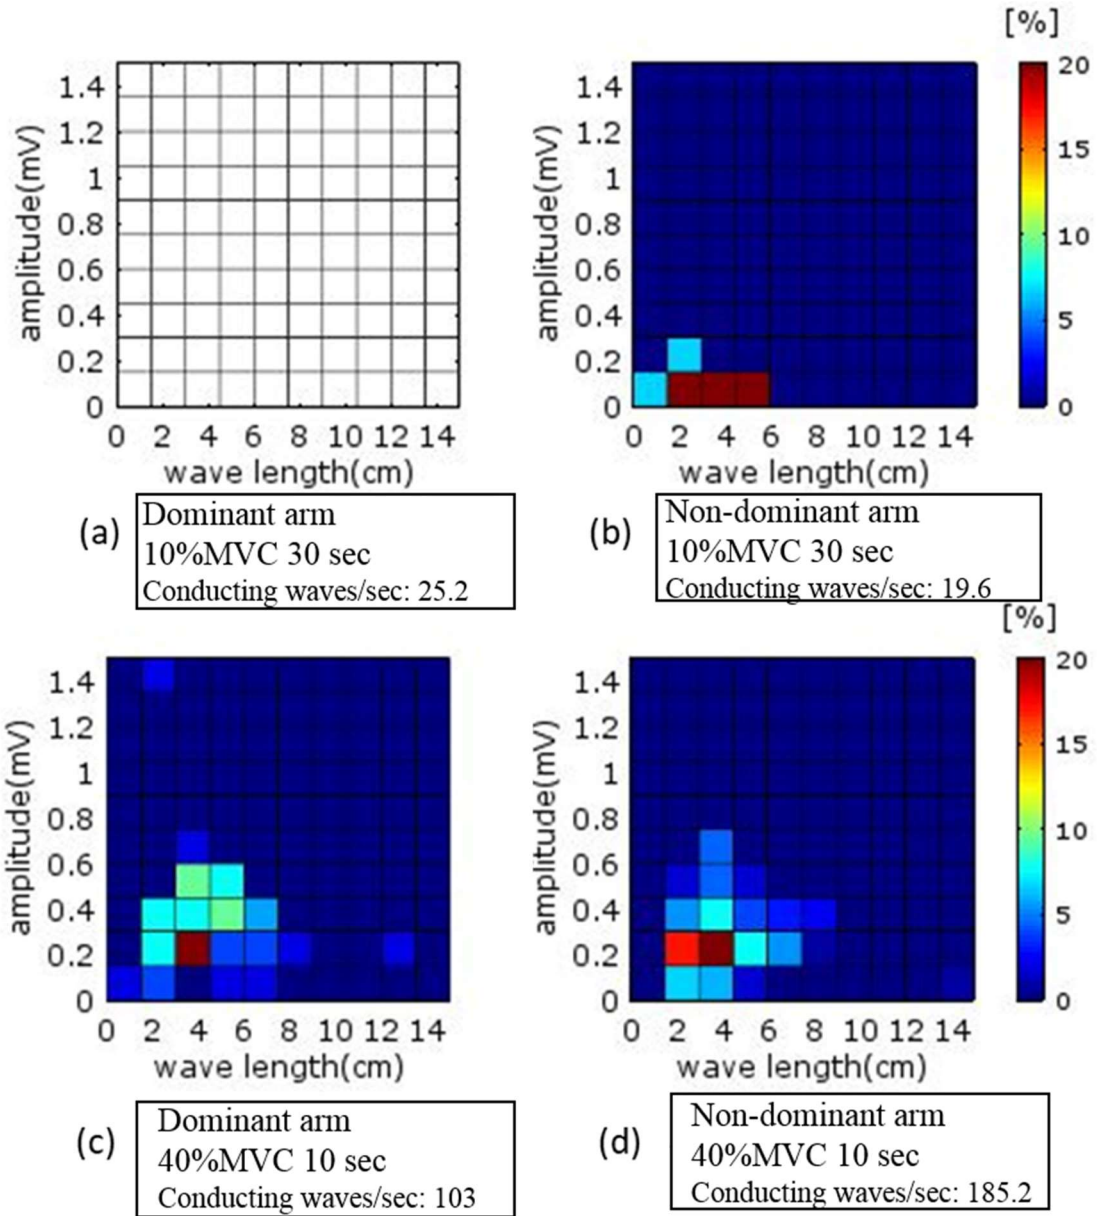 [%]
amplitude(mV)
1.4
1.2
1
0.8
0.6
0.4
0.2
0
0 2 4 6 8 10 12 14
wave length(cm)
amplitude(mV)
1.4
1.2
1
0.8
0.6
0.4
0.2
0
0 2 4 6 8 10 12 14
wave length(cm)
20
15
10
5
0
(a)
Dominant arm
10%MVC 30 sec
Conducting waves/sec: 25.2
(b)
Non-dominant arm
10%MVC 30 sec
Conducting waves/sec: 19.6
[%]
amplitude(mV)
1.4
1.2
1
0.8
0.6
0.4
0.2
0
0 2 4 6 8 10 12 14
wave length(cm)
amplitude(mV)
1.4
1.2
1
0.8
0.6
0.4
0.2
0
0 2 4 6 8 10 12 14
wave length(cm)
20
15
10
5
0
(c)
Dominant arm
40%MVC 10 sec
Conducting waves/sec: 103
(d)
Non-dominant arm
40%MVC 10 sec
Conducting waves/sec: 185.2